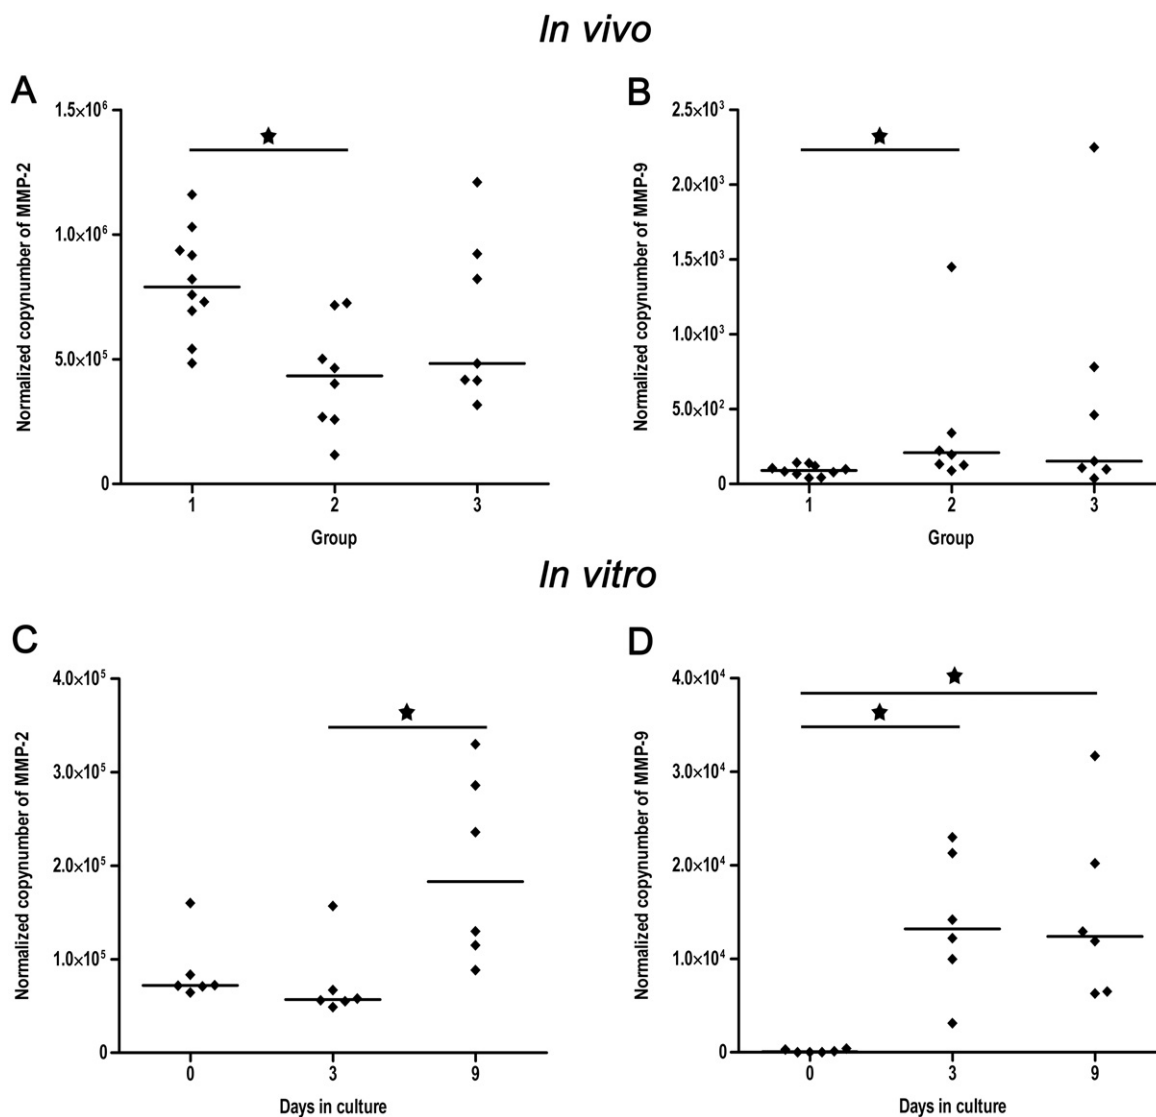 In vivo
A
Normalized copynumber of MMP-2
1.5×10⁶
1.0×10⁶
5.0×10⁵
0
1
2
3
Group
B
Normalized copynumber of MMP-9
2.5×10³
2.0×10³
1.5×10³
1.0×10³
5.0×10²
0
1
2
3
Group
In vitro
C
Normalized copynumber of MMP-2
4.0×10⁵
3.0×10⁵
2.0×10⁵
1.0×10⁵
0
0
3
9
Days in culture
D
Normalized copynumber of MMP-9
4.0×10⁴
3.0×10⁴
2.0×10⁴
1.0×10⁴
0
0
3
9
Days in culture